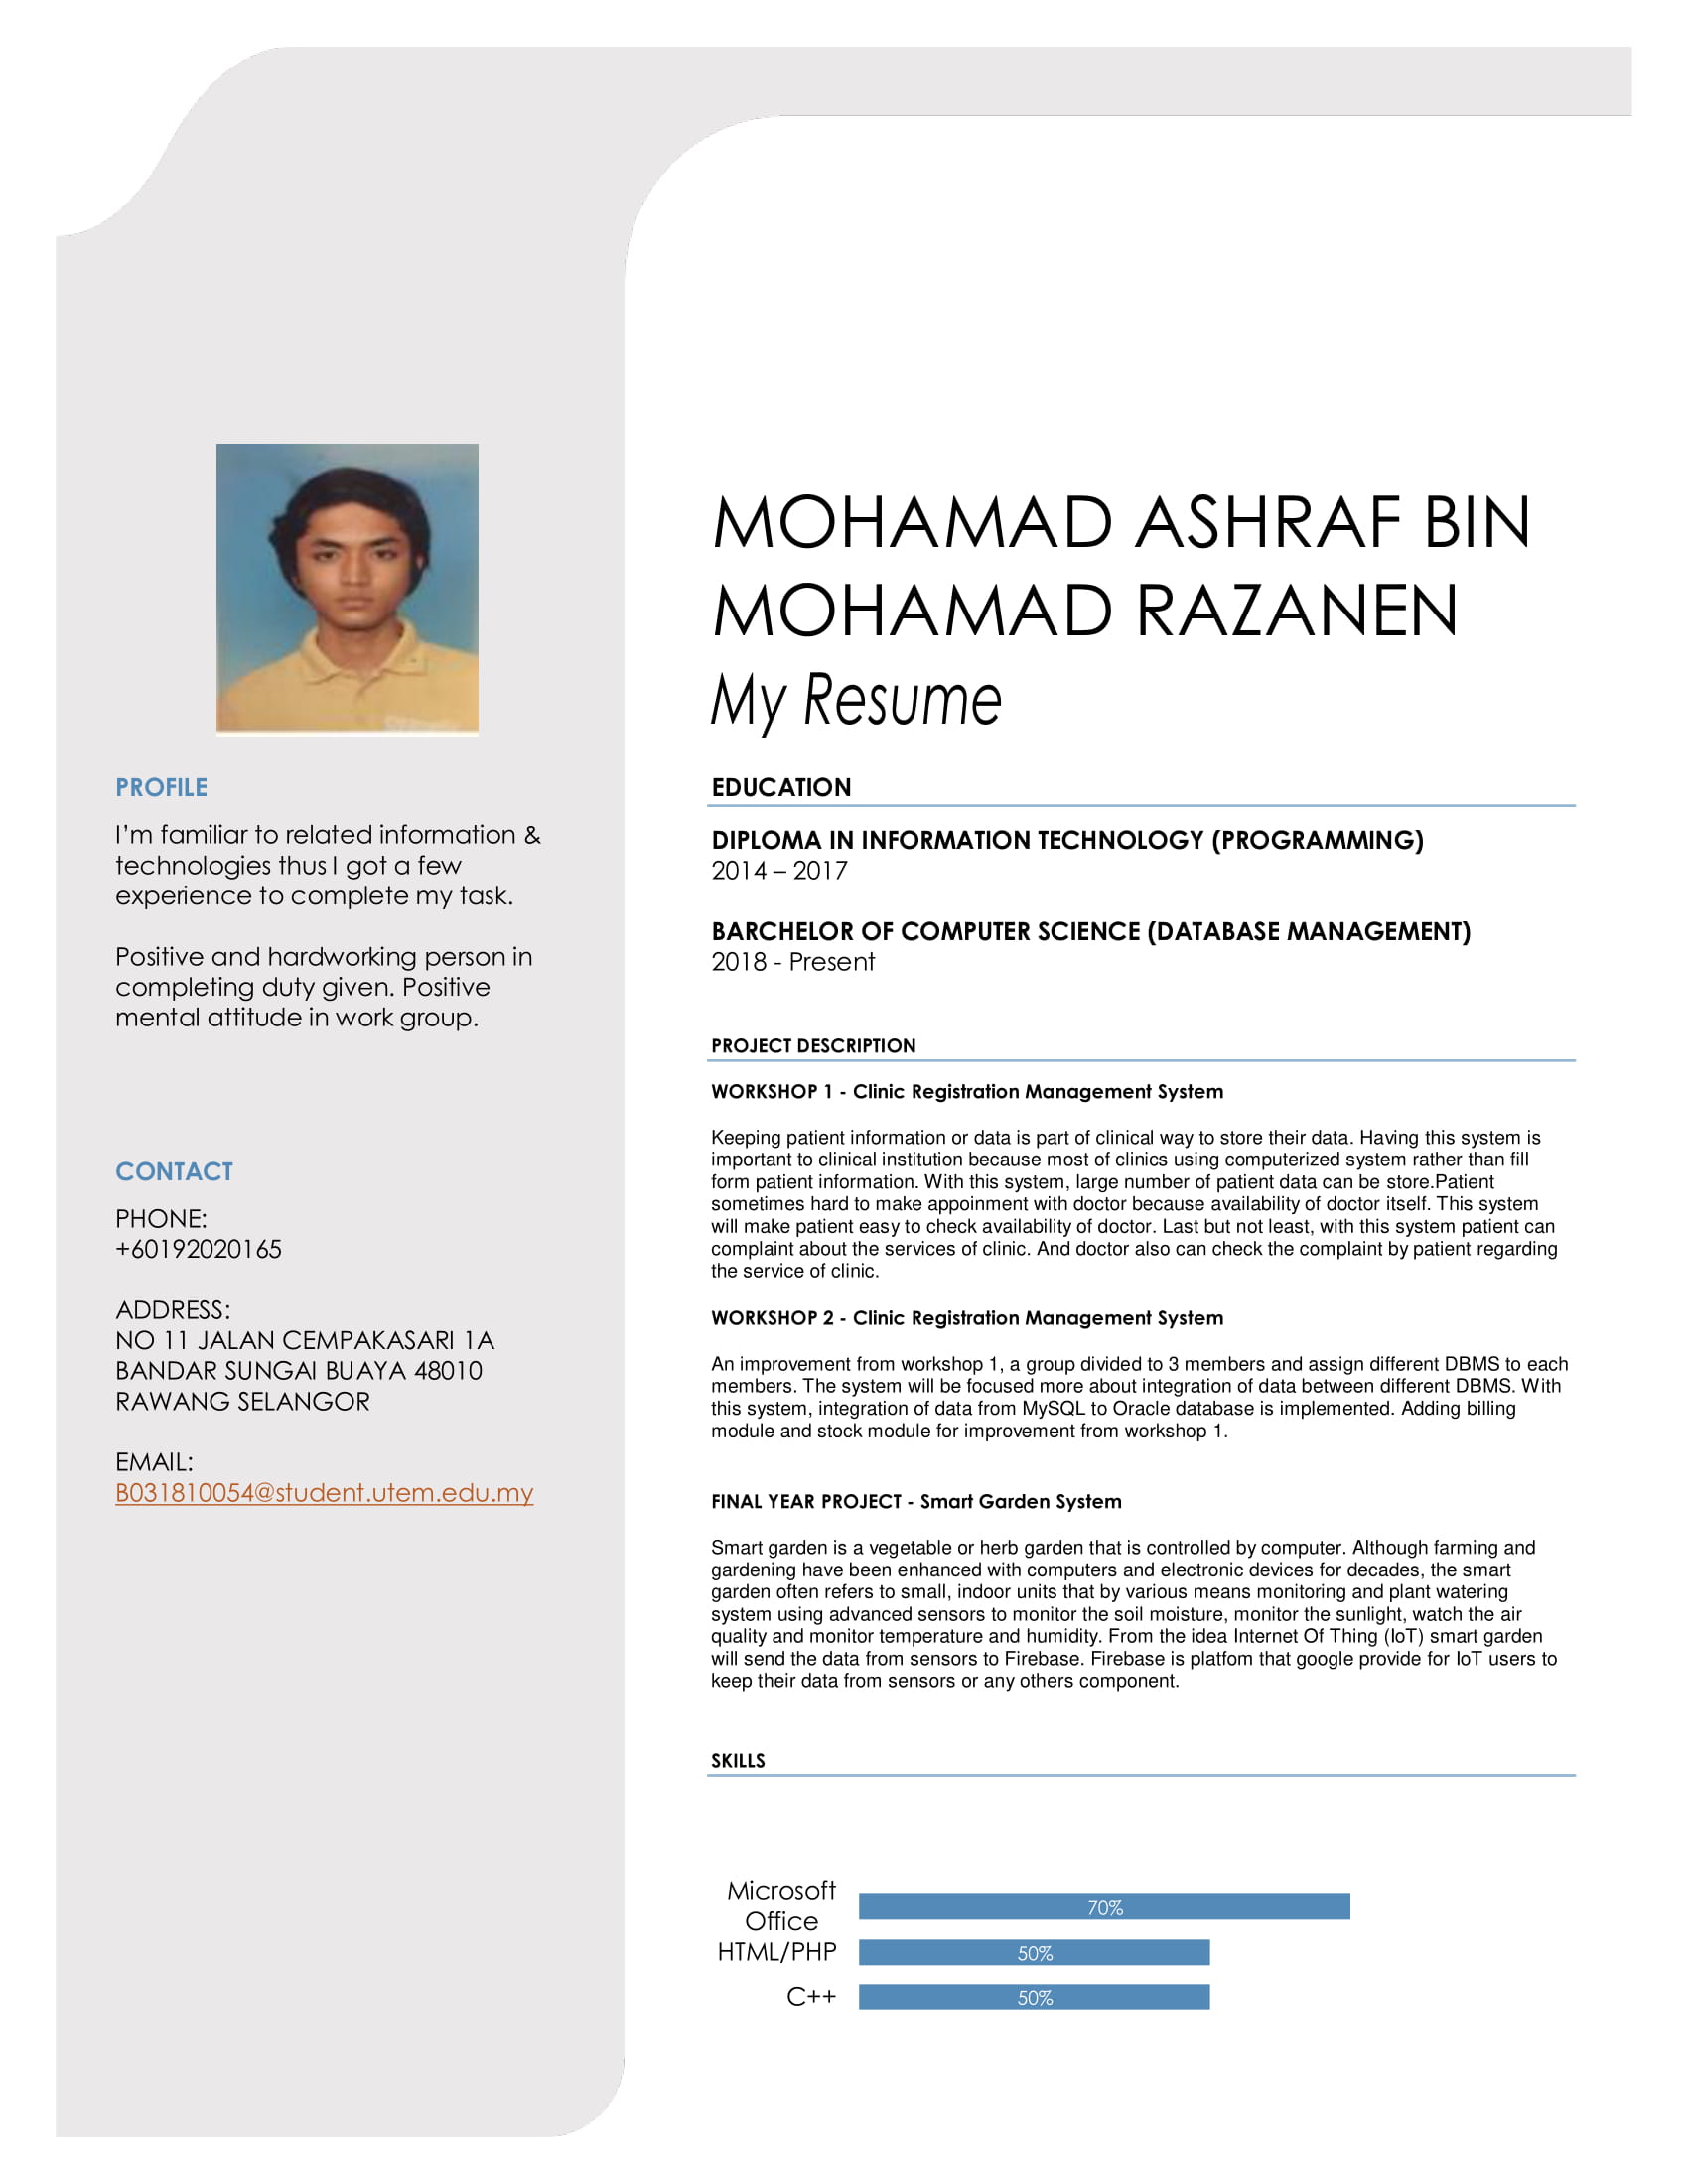 MOHAMAD ASHRAF BIN
MOHAMAD RAZANEN
My Resume
PROFILE
I'm familiar to related information &
technologies thus I got a few
experience to complete my task.
Positive and hardworking person in
completing duty given. Positive
mental attitude in work group.
CONTACT
PHONE:
+60192020165
ADDRESS:
NO 11 JALAN CEMPAKASARI 1A
BANDAR SUNGAI BUAYA 48010
RAWANG SELANGOR
EMAIL:
B031810054@student.utem.edu.my
EDUCATION
DIPLOMA IN INFORMATION TECHNOLOGY (PROGRAMMING)
2014 – 2017
BARCHELOR OF COMPUTER SCIENCE (DATABASE MANAGEMENT)
2018 - Present
PROJECT DESCRIPTION
WORKSHOP 1 - Clinic Registration Management System
Keeping patient information or data is part of clinical way to store their data. Having this system is
important to clinical institution because most of clinics using computerized system rather than fill
form patient information. With this system, large number of patient data can be store.Patient
sometimes hard to make appoinment with doctor because availability of doctor itself. This system
will make patient easy to check availability of doctor. Last but not least, with this system patient can
complaint about the services of clinic. And doctor also can check the complaint by patient regarding
the service of clinic.
WORKSHOP 2 - Clinic Registration Management System
An improvement from workshop 1, a group divided to 3 members and assign different DBMS to each
members. The system will be focused more about integration of data between different DBMS. With
this system, integration of data from MySQL to Oracle database is implemented. Adding billing
module and stock module for improvement from workshop 1.
FINAL YEAR PROJECT - Smart Garden System
Smart garden is a vegetable or herb garden that is controlled by computer. Although farming and
gardening have been enhanced with computers and electronic devices for decades, the smart
garden often refers to small, indoor units that by various means monitoring and plant watering
system using advanced sensors to monitor the soil moisture, monitor the sunlight, watch the air
quality and monitor temperature and humidity. From the idea Internet Of Thing (IoT) smart garden
will send the data from sensors to Firebase. Firebase is platfom that google provide for IoT users to
keep their data from sensors or any others component.
SKILLS
Microsoft
Office
70%
HTML/PHP
50%
C++
50%